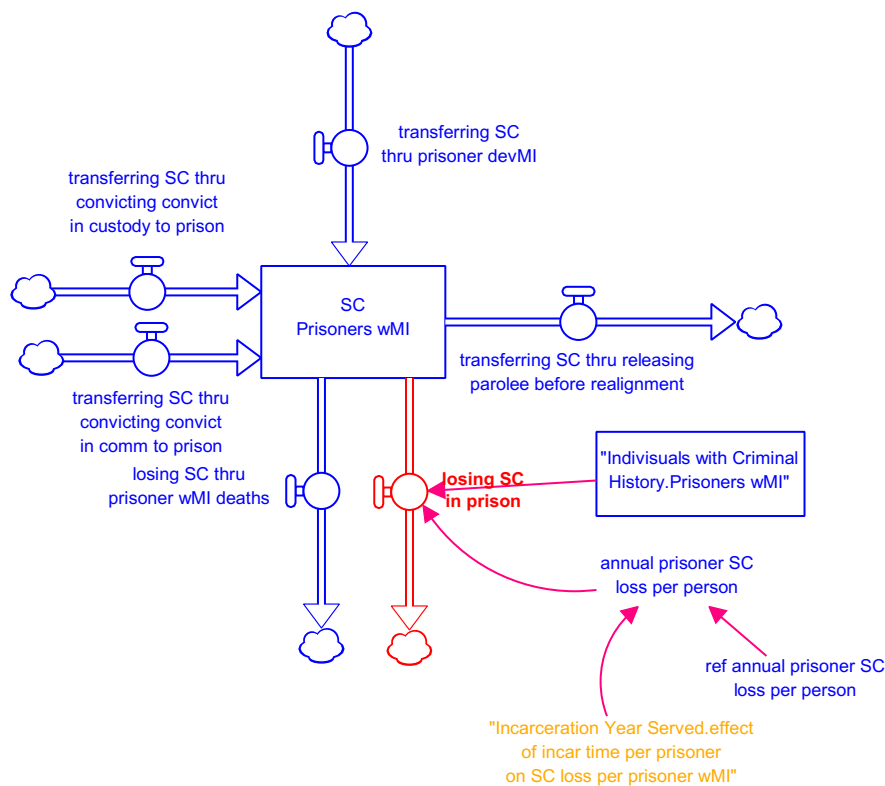 transferring SC
thru prisoner devMI
transferring SC thru
convicting convict
in custody to prison
SC
Prisoners wMI
transferring SC thru releasing
parolee before realignment
transferring SC thru
convicting convict
in comm to prison
losing SC thru
prisoner wMI deaths
losing SC
in prison
"Indivisuals with Criminal
History.Prisoners wMI"
annual prisoner SC
loss per person
ref annual prisoner SC
loss per person
"Incarceration Year Served.effect
of incar time per prisoner
on SC loss per prisoner wMI"